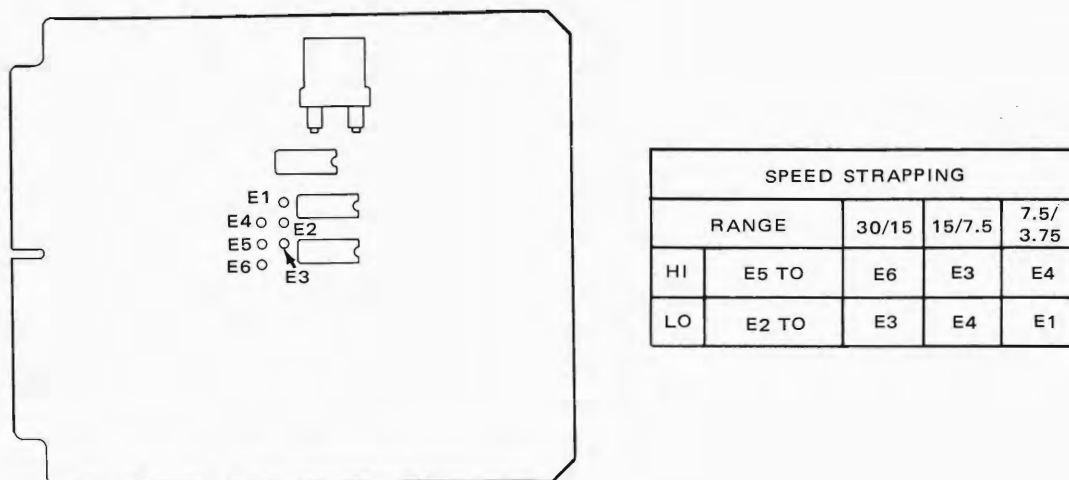 E1
E4
E2
E5
E6
E3
SPEED STRAPPING
RANGE 30/15 15/7.5 7.5/
3.75
HI E5 TO E6 E3 E4
LO E2 TO E3 E4 E1